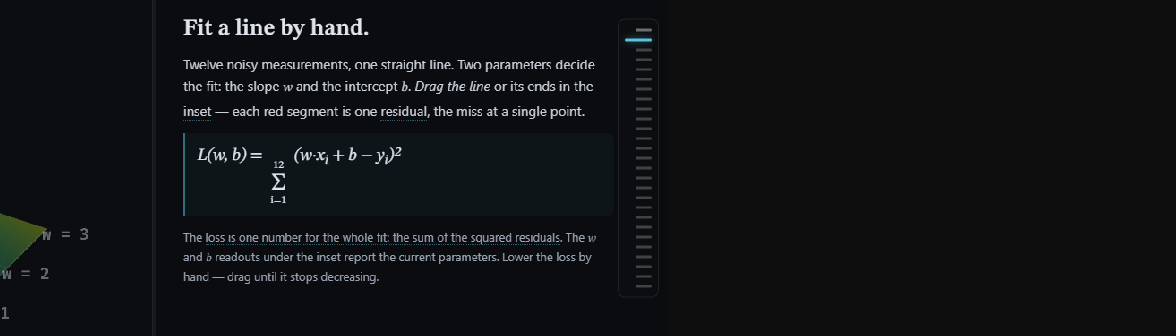 Fit a line by hand.
Twelve noisy measurements, one straight line. Two parameters decide
the fit: the slope w and the intercept b. Drag the line or its ends in the
inset — each red segment is one residual, the miss at a single point.
L(w, b) = 12 Σ i=1 (w·xᵢ + b − yᵢ)²
The loss is one number for the whole fit: the sum of the squared residuals. The w
and b readouts under the inset report the current parameters. Lower the loss by
hand — drag until it stops decreasing.
w = 3
w = 2
1